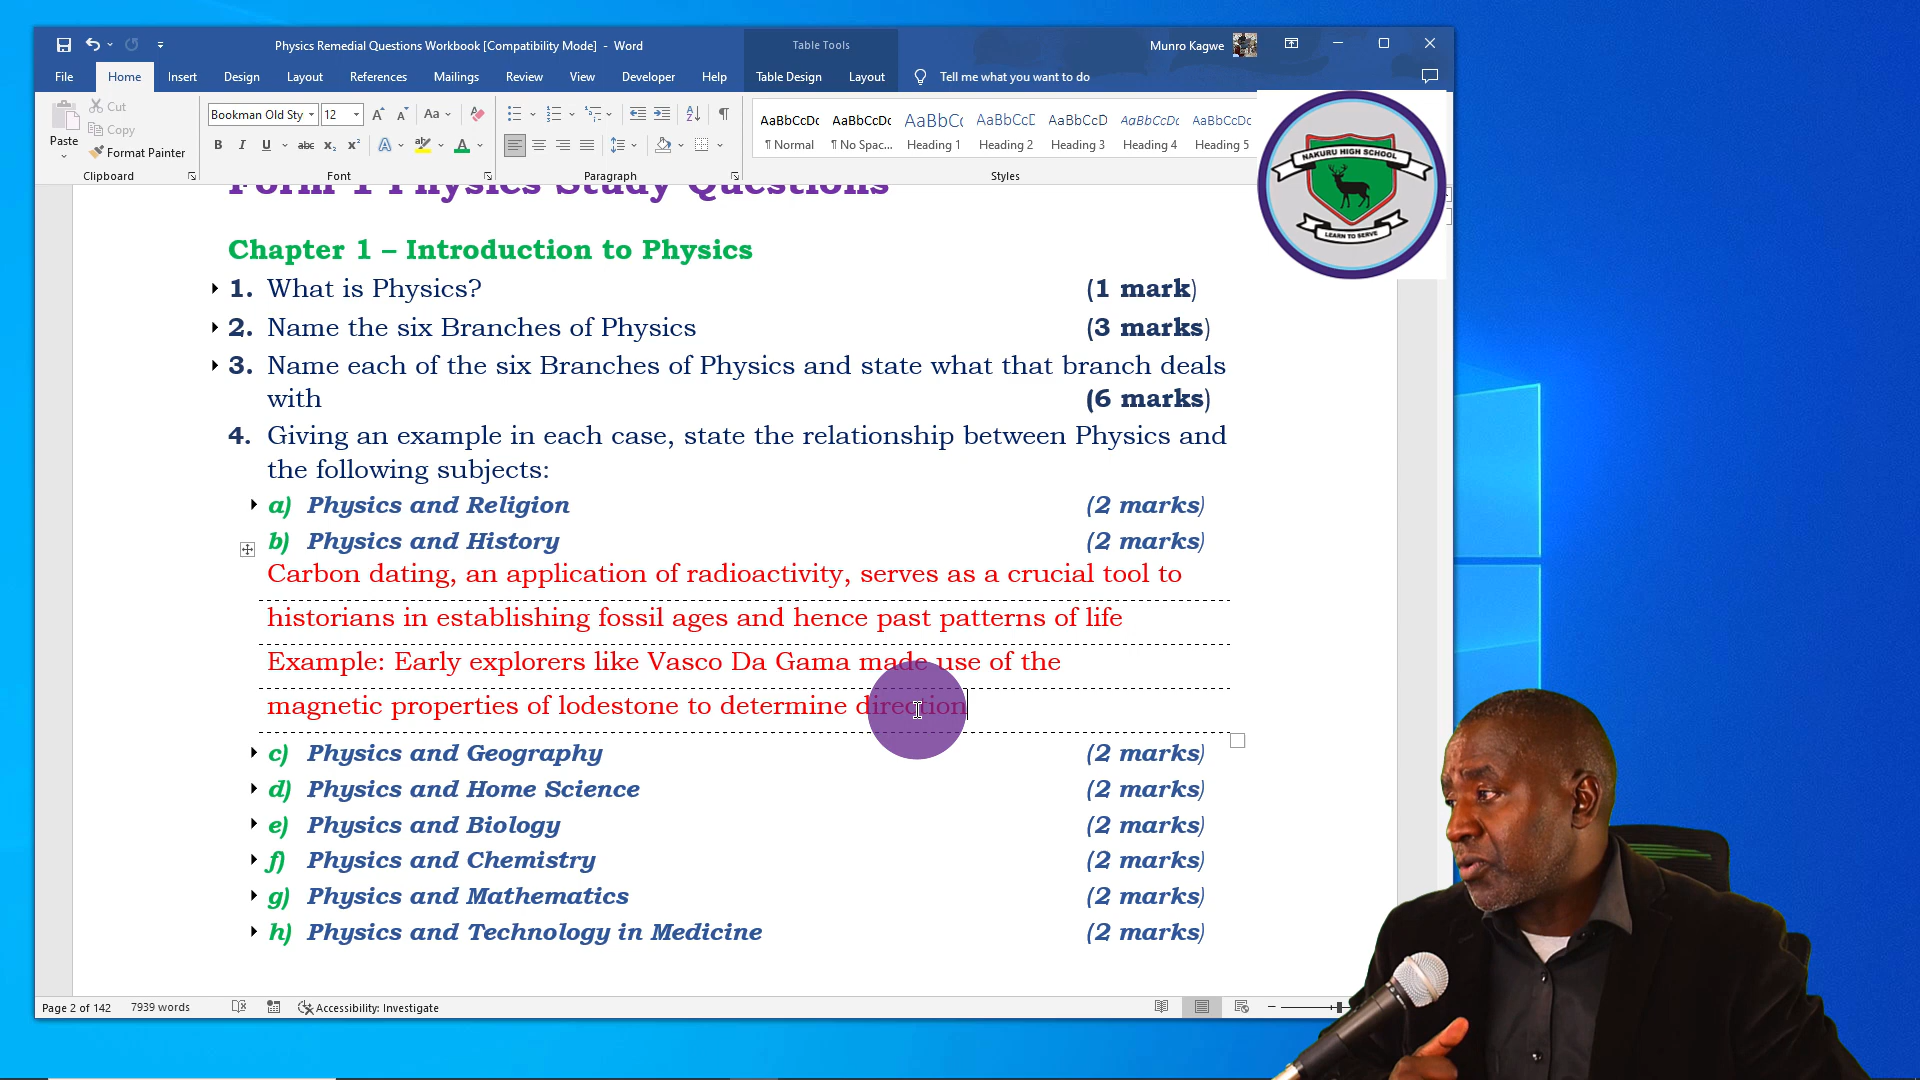 Physics Remedial Questions Workbook [Compatibility Mode] - Word
Table Tools
Munro Kagwe
File Home Insert Design Layout References Mailings Review View Developer Help Table Design Layout Tell me what you want to do
Paste
Cut
Copy
Format Painter
Clipboard
Bookman Old Sty 12
Aa
B I U abc x₂ x² A A
Font
Paragraph
AaBbCcDc AaBbCcDc AaBbCc AaBbCcD AaBbCcD AaBbCcDc AaBbCcDc
¶ Normal ¶ No Spac... Heading 1 Heading 2 Heading 3 Heading 4 Heading 5
Styles
NAKURU HIGH SCHOOL
LEARN TO SERVE
Form 1 Physics Study Questions
Chapter 1 – Introduction to Physics
1. What is Physics? (1 mark)
2. Name the six Branches of Physics (3 marks)
3. Name each of the six Branches of Physics and state what that branch deals
with (6 marks)
4. Giving an example in each case, state the relationship between Physics and
the following subjects:
a) Physics and Religion (2 marks)
b) Physics and History (2 marks)
Carbon dating, an application of radioactivity, serves as a crucial tool to
historians in establishing fossil ages and hence past patterns of life
Example: Early explorers like Vasco Da Gama made use of the
magnetic properties of lodestone to determine direction
c) Physics and Geography (2 marks)
d) Physics and Home Science (2 marks)
e) Physics and Biology (2 marks)
f) Physics and Chemistry (2 marks)
g) Physics and Mathematics (2 marks)
h) Physics and Technology in Medicine (2 marks)
Page 2 of 142 7939 words Accessibility: Investigate